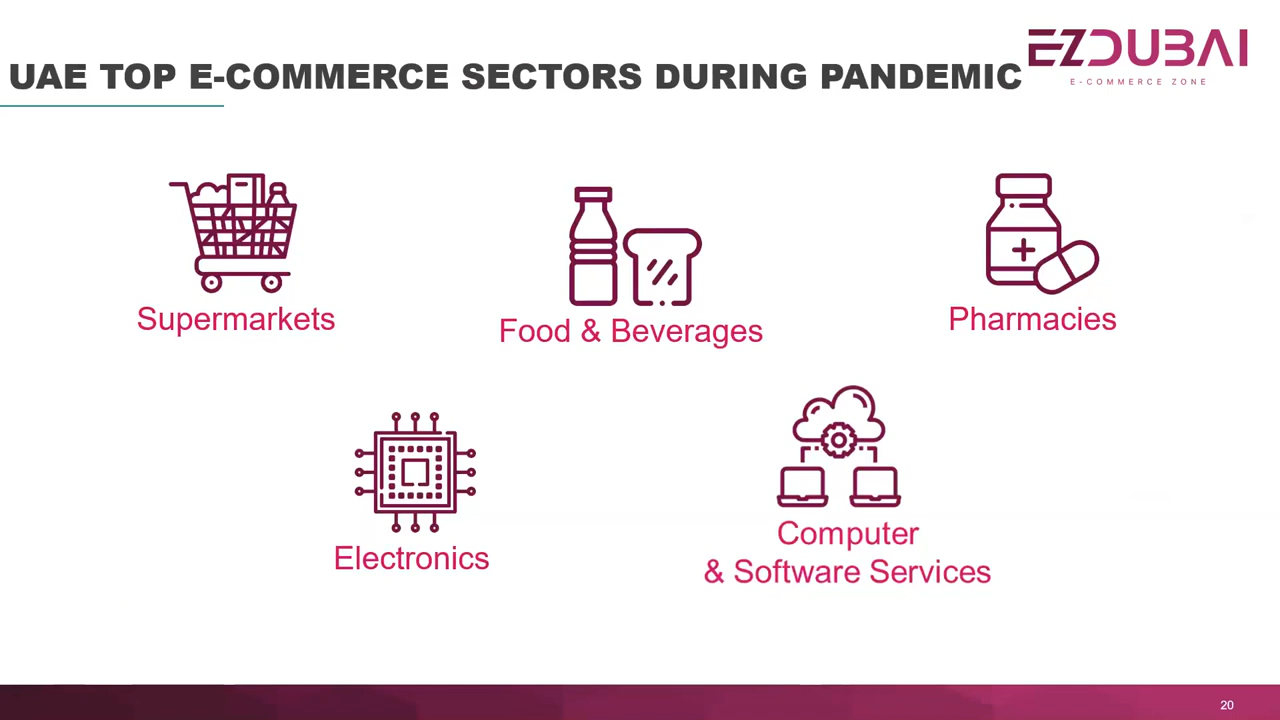 UAE TOP E-COMMERCE SECTORS DURING PANDEMIC
EZDUBAI
E-COMMERCE ZONE
Supermarkets
Food & Beverages
Pharmacies
Electronics
Computer
& Software Services
20